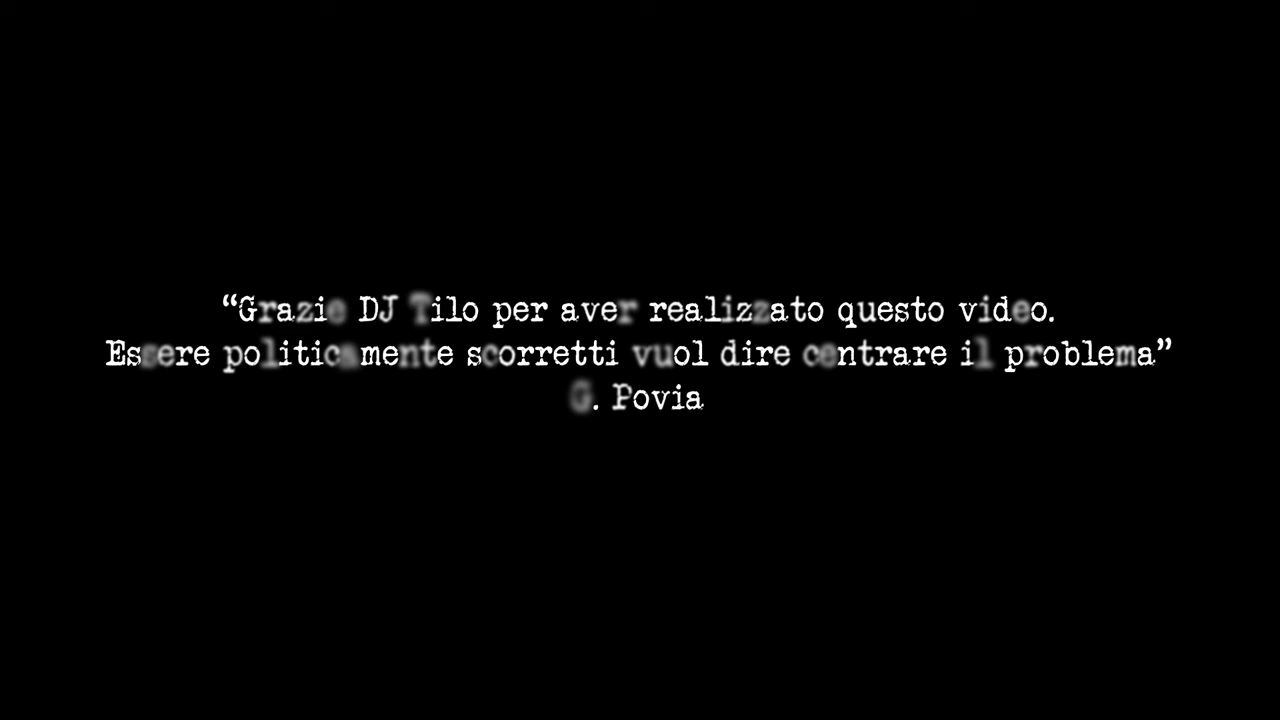 “Grazie DJ Tilo per aver realizzato questo video.
Essere politicamente scorretti vuol dire centrare il problema”
G. Povia